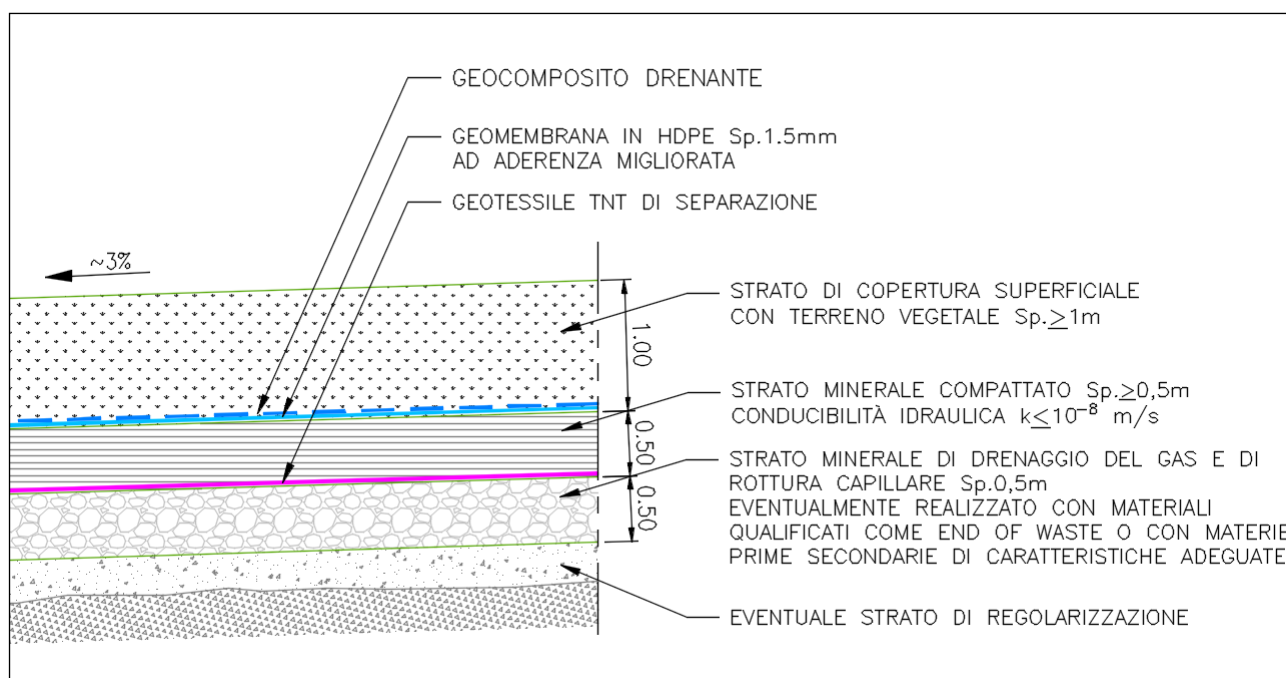 GEOCOMPOSITO DRENANTE
GEOMEMBRANA IN HDPE Sp.1.5mm
AD ADERENZA MIGLIORATA
GEOTESSILE TNT DI SEPARAZIONE
~3%
STRATO DI COPERTURA SUPERFICIALE
CON TERRENO VEGETALE Sp.≥1m
1.00
STRATO MINERALE COMPATTATO Sp.≥0,5m
CONDUCIBILITÀ IDRAULICA k≤10⁻⁸ m/s
0.50
STRATO MINERALE DI DRENAGGIO DEL GAS E DI
ROTTURA CAPILLARE Sp.0,5m
EVENTUALMENTE REALIZZATO CON MATERIALI
QUALIFICATI COME END OF WASTE O CON MATERIE
PRIME SECONDARIE DI CARATTERISTICHE ADEGUATE
0.50
EVENTUALE STRATO DI REGOLARIZZAZIONE